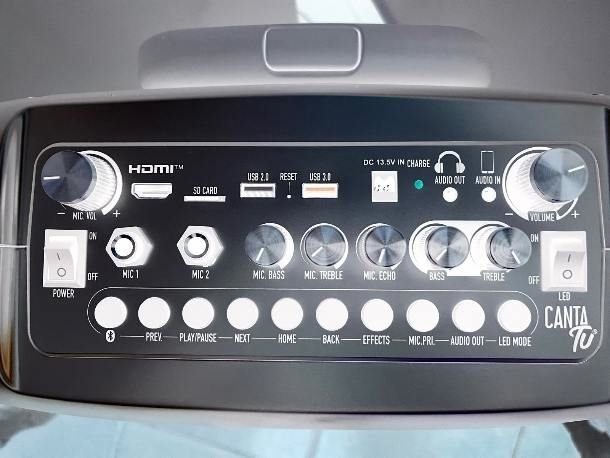 HDMI™
SD CARD
USB 2.0
RESET
USB 3.0
DC 13.5V IN
CHARGE
AUDIO OUT
AUDIO IN
- MIC. VOL +
- VOLUME +
ON
OFF
POWER
MIC 1
MIC 2
MIC. BASS
MIC. TREBLE
MIC. ECHO
BASS
TREBLE
ON
OFF
LED
PREV. PLAY/PAUSE NEXT HOME BACK EFFECTS MIC.PRI. AUDIO OUT LED MODE
CANTA
TU®